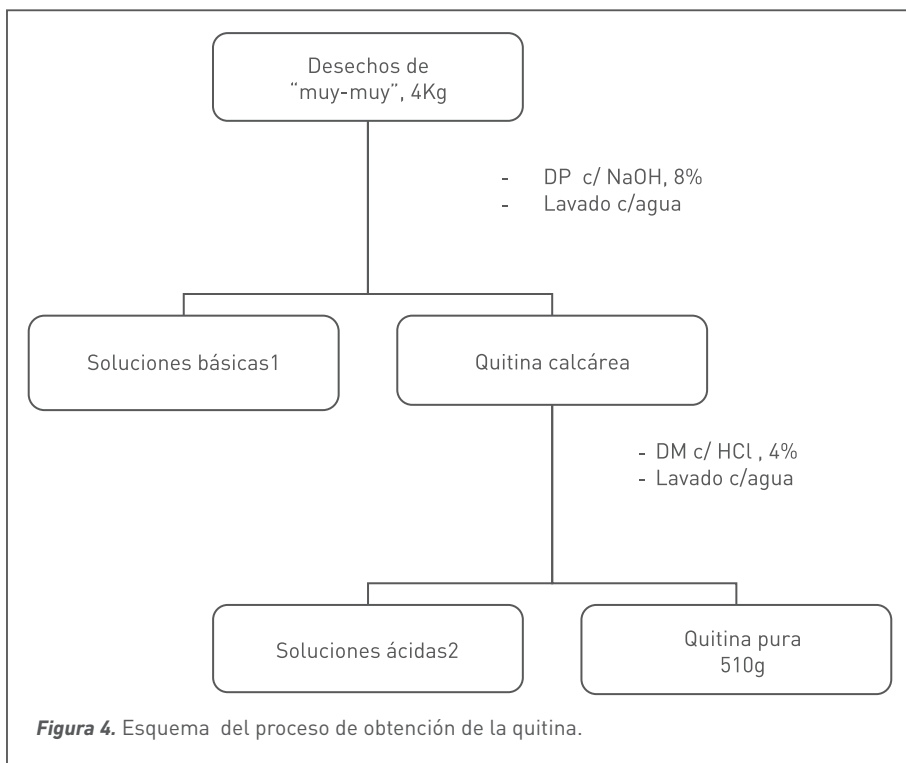 Desechos de
“muy-muy”, 4Kg
- DP c/ NaOH, 8%
- Lavado c/agua
Soluciones básicas1
Quitina calcárea
- DM c/ HCl , 4%
- Lavado c/agua
Soluciones ácidas2
Quitina pura
510g
Figura 4. Esquema del proceso de obtención de la quitina.